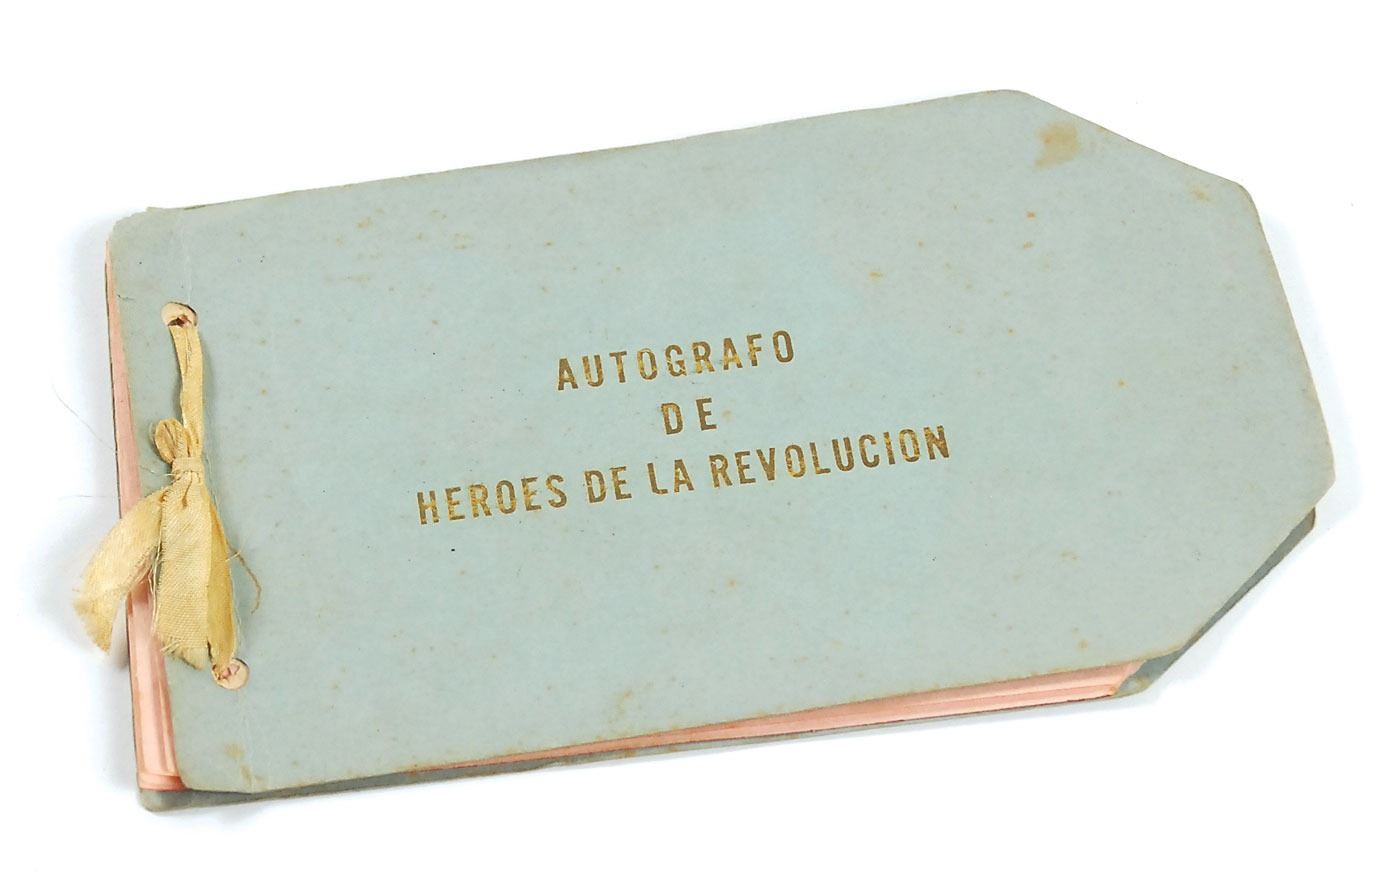 AUTOGRAFO
DE
HEROES DE LA REVOLUCION